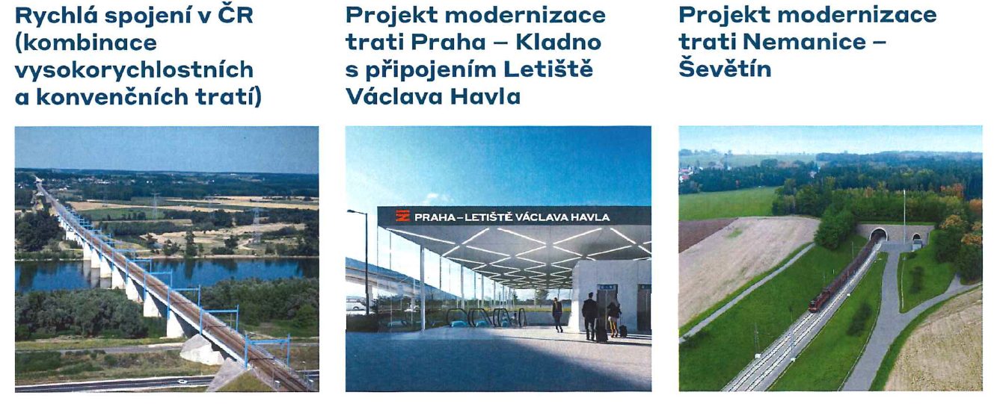 Rychlá spojení v ČR
(kombinace
vysokorychlostních
a konvenčních tratí)
Projekt modernizace
trati Praha – Kladno
s připojením Letiště
Václava Havla
Projekt modernizace
trati Nemanice –
Ševětín
PRAHA – LETIŠTĚ VÁCLAVA HAVLA